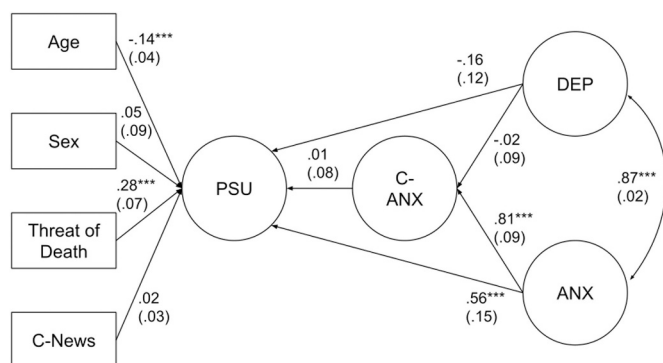 Age
-.14***
(.04)
Sex
.05
(.09)
Threat of
Death
.28***
(.07)
C-News
.02
(.03)
PSU
.01
(.08)
C-
ANX
-.16
(.12)
DEP
-.02
(.09)
.87***
(.02)
.81***
(.09)
.56***
(.15)
ANX